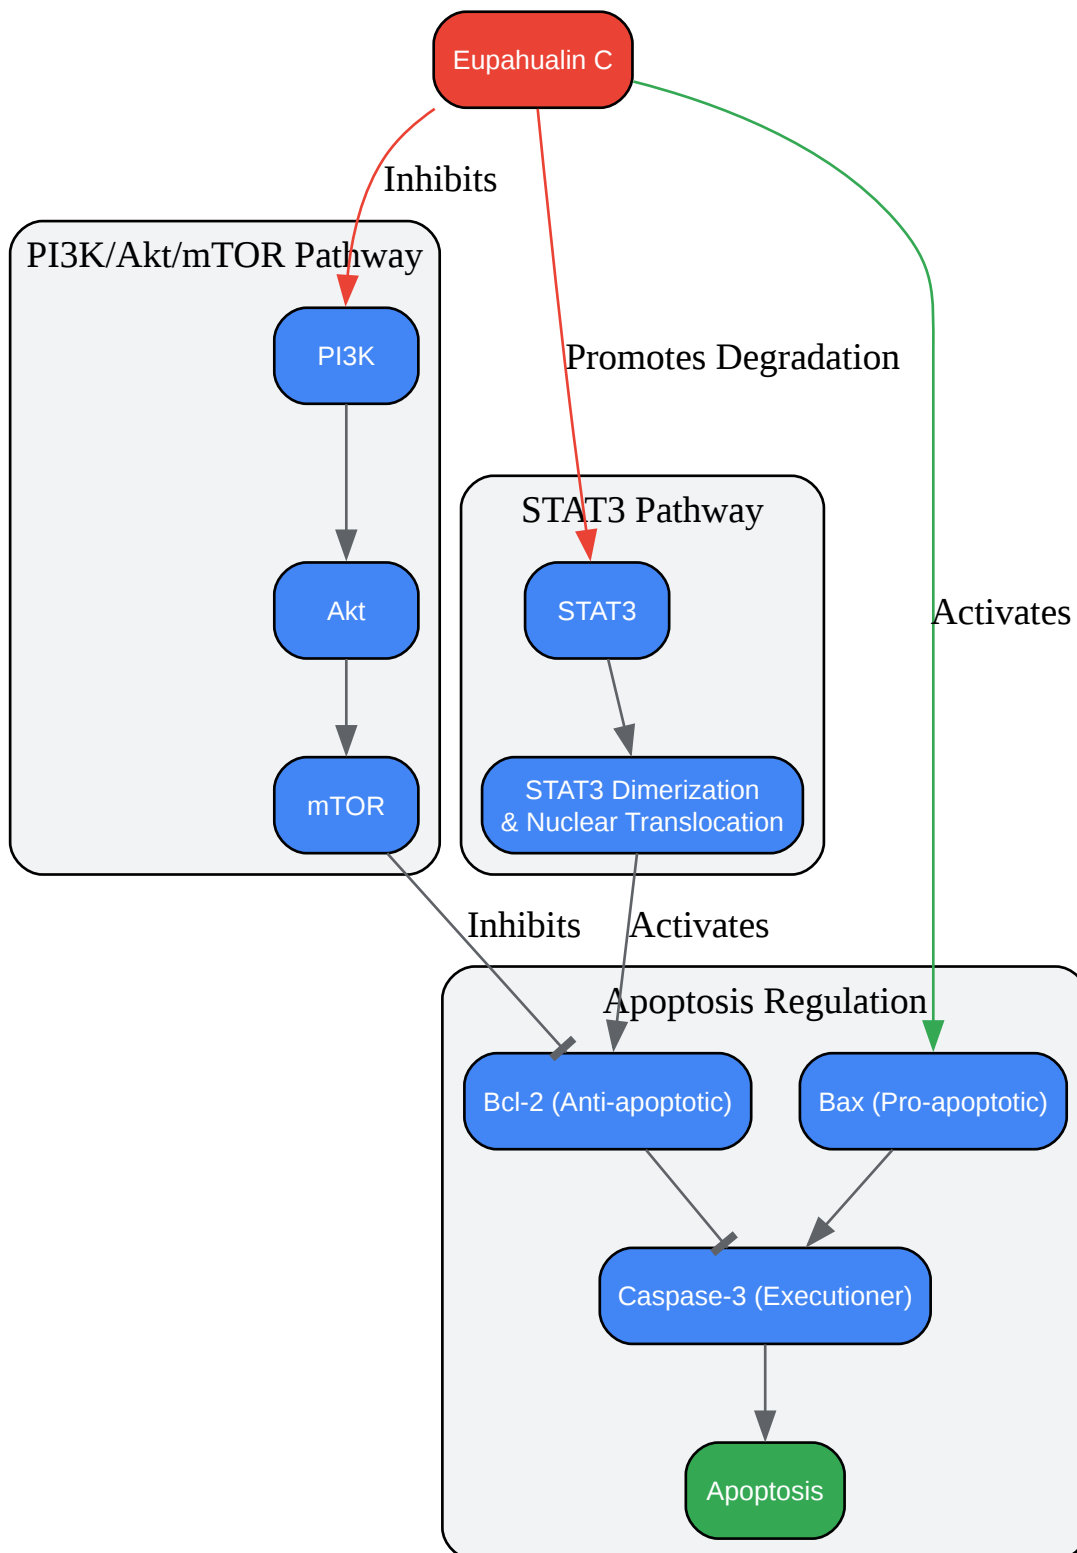 Eupahualin C
Inhibits
PI3K/Akt/mTOR Pathway
PI3K
Promotes Degradation
STAT3 Pathway
Akt
STAT3
Activates
mTOR
STAT3 Dimerization
& Nuclear Translocation
Inhibits
Activates
Apoptosis Regulation
Bcl-2 (Anti-apoptotic)
Bax (Pro-apoptotic)
Caspase-3 (Executioner)
Apoptosis